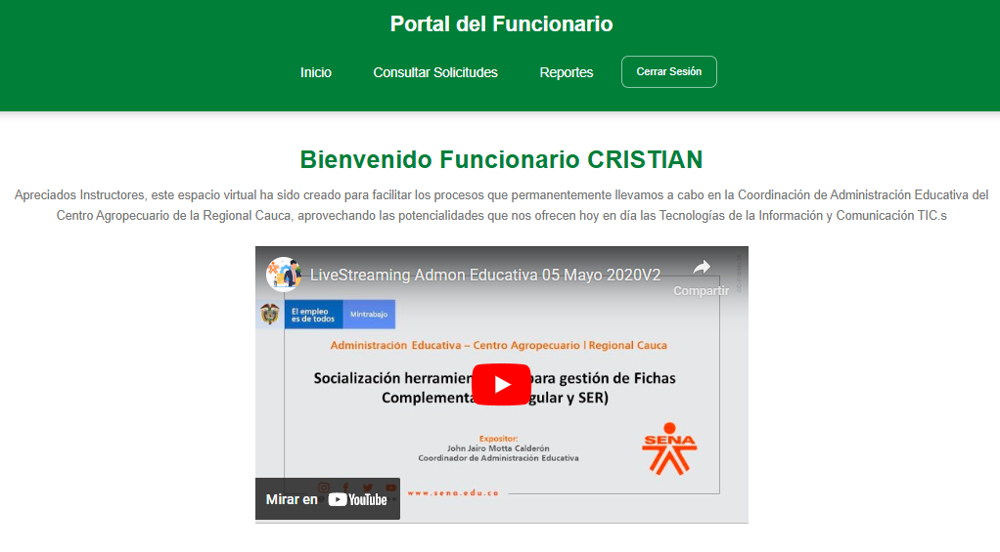 Portal del Funcionario
Inicio
Consultar Solicitudes
Reportes
Cerrar Sesión
Bienvenido Funcionario CRISTIAN
Apreciados Instructores, este espacio virtual ha sido creado para facilitar los procesos que permanentemente llevamos a cabo en la Coordinación de Administración Educativa del
Centro Agropecuario de la Regional Cauca, aprovechando las potencialidades que nos ofrecen hoy en día las Tecnologías de la Información y Comunicación TIC.s
LiveStreaming Admon Educativa 05 Mayo 2020V2
Compartir
El empleo
es de todos
Mintrabajo
Administración Educativa – Centro Agropecuario | Regional Cauca
Socialización para gestión de Fichas
y SER)
Expositor:
John Jairo Motta Calderón
Coordinador de Administración Educativa
SENA
www.sena.edu.co
Mirar en YouTube